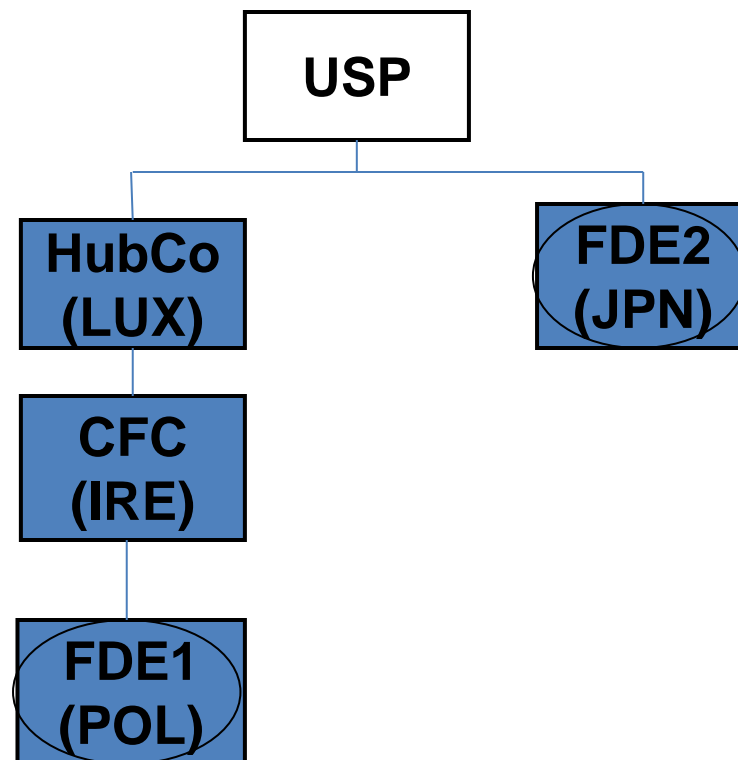 USP
HubCo
(LUX)
FDE2
(JPN)
CFC
(IRE)
FDE1
(POL)